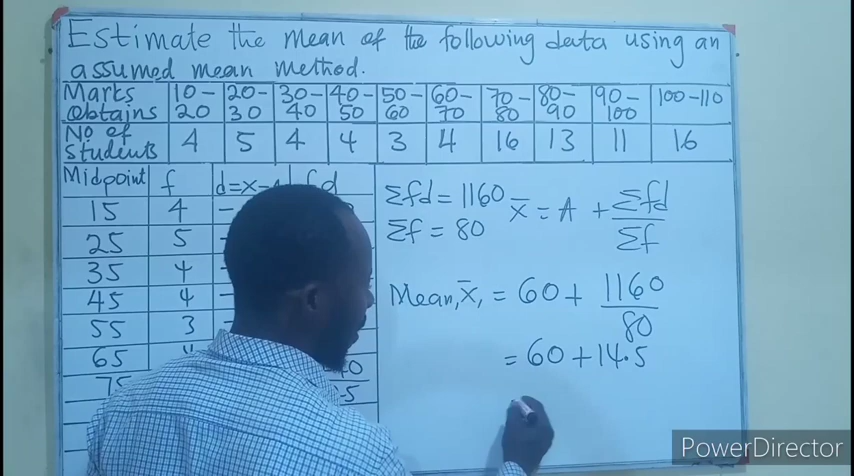 Estimate the mean of the following data using an
assumed mean method.
Marks Obtains 10-20 20-30 30-40 40-50 50-60 60-70 70-80 80-90 90-100 100-110
No of Students 4 5 4 4 3 4 16 13 11 16
Midpoint f d=x- fd
15 4 -
25 5 -
35 4 -
45 4 -
55 3
65
75
Σfd = 1160
Σf = 80
x̄ = A + Σfd/Σf
Mean, x̄, = 60 + 1160/80
= 60 + 14.5
PowerDirector